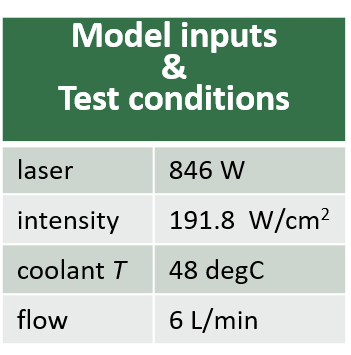 Model inputs
&
Test conditions
laser 846 W
intensity 191.8 W/cm²
coolant T 48 degC
flow 6 L/min